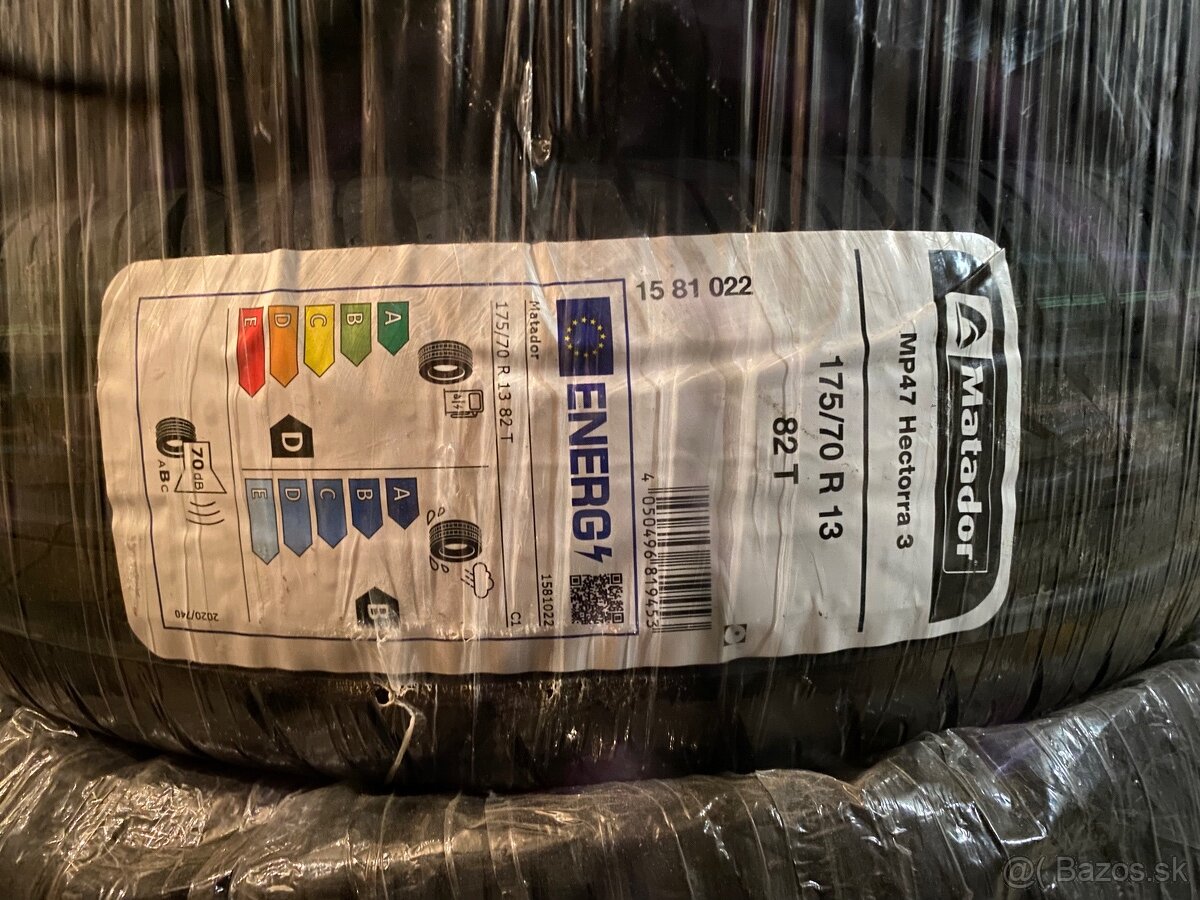 Matador
MP47 Hectorra 3
175/70 R 13
82 T
15 81 022
4 050496 819453
ENERG
Matador
1581022
175/70 R 13 82 T
C1
A
B
C
D
E
D
A
B
C
D
E
B
70 dB
ABC
2020/740
@( Bazos.sk